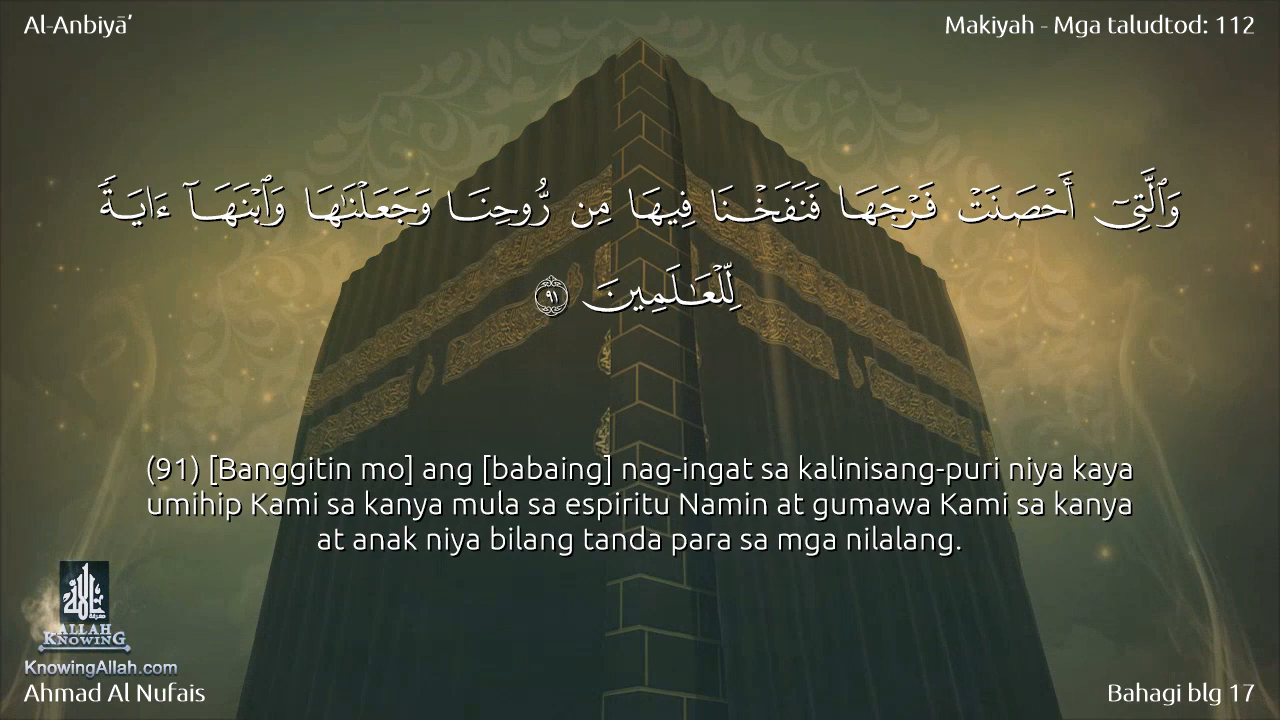 Al-Anbiyā’
Makiyah - Mga taludtod: 112
وَٱلَّتِىٓ أَحْصَنَتْ فَرْجَهَا فَنَفَخْنَا فِيهَا مِن رُّوحِنَا وَجَعَلْنَـٰهَا وَٱبْنَهَآ ءَايَةً
لِّلْعَـٰلَمِينَ ٩١
(91) [Banggitin mo] ang [babaing] nag-ingat sa kalinisang-puri niya kaya
umihip Kami sa kanya mula sa espiritu Namin at gumawa Kami sa kanya
at anak niya bilang tanda para sa mga nilalang.
ALLAH
KNOWING
KnowingAllah.com
Ahmad Al Nufais
Bahagi blg 17